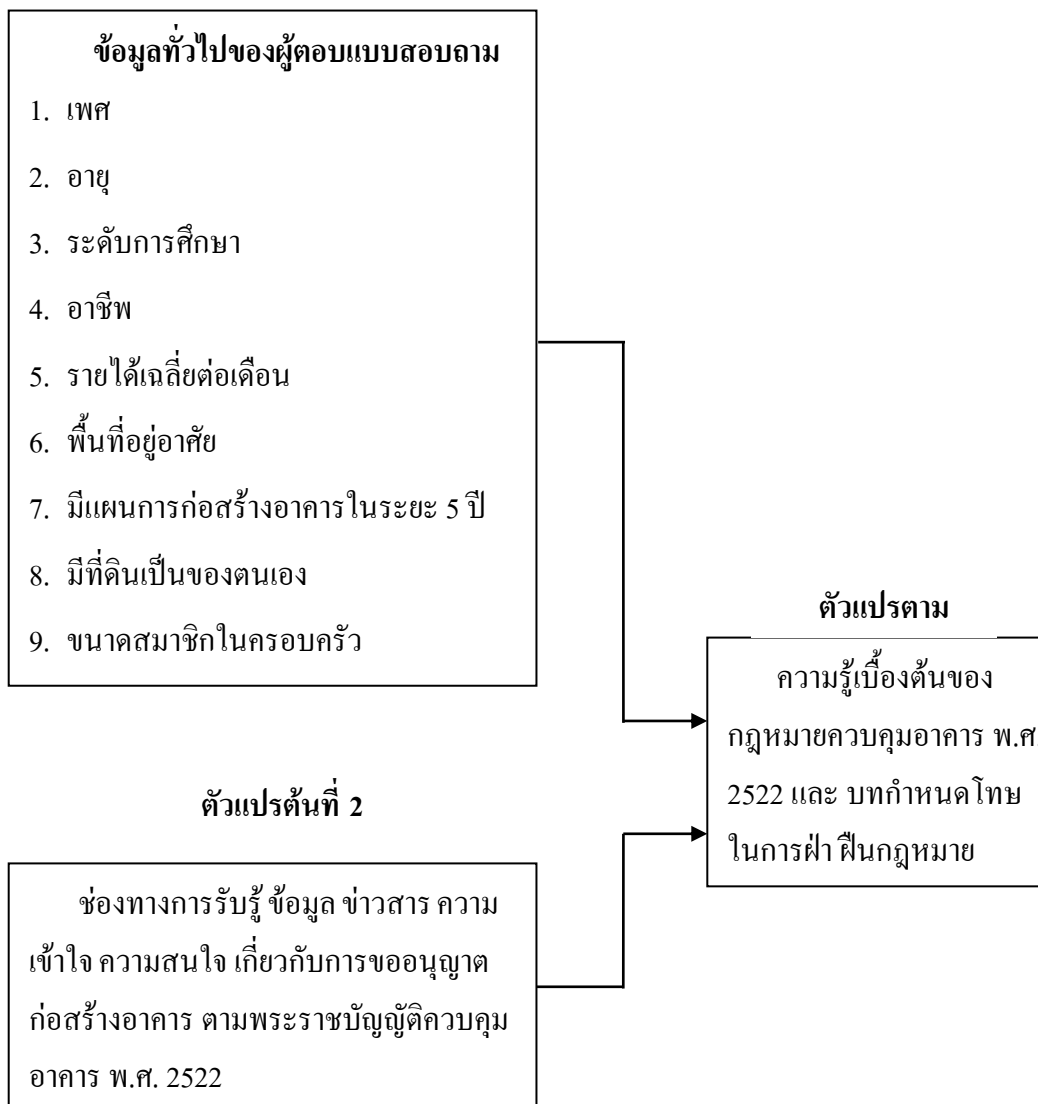 ข้อมูลทั่วไปของผู้ตอบแบบสอบถาม
1. เพศ
2. อายุ
3. ระดับการศึกษา
4. อาชีพ
5. รายได้เฉลี่ยต่อเดือน
6. พื้นที่อยู่อาศัย
7. มีแผนการก่อสร้างอาคารในระยะ 5 ปี
8. มีที่ดินเป็นของตนเอง
9. ขนาดสมาชิกในครอบครัว
ตัวแปรต้นที่ 2
ช่องทางการรับรู้ ข้อมูล ข่าวสาร ความ
เข้าใจ ความสนใจ เกี่ยวกับการขออนุญาต
ก่อสร้างอาคาร ตามพระราชบัญญัติควบคุม
อาคาร พ.ศ. 2522
ตัวแปรตาม
ความรู้เบื้องต้นของ
กฎหมายควบคุมอาคาร พ.ศ.
2522 และ บทกำหนดโทษ
ในการฝ่า ฝืนกฎหมาย